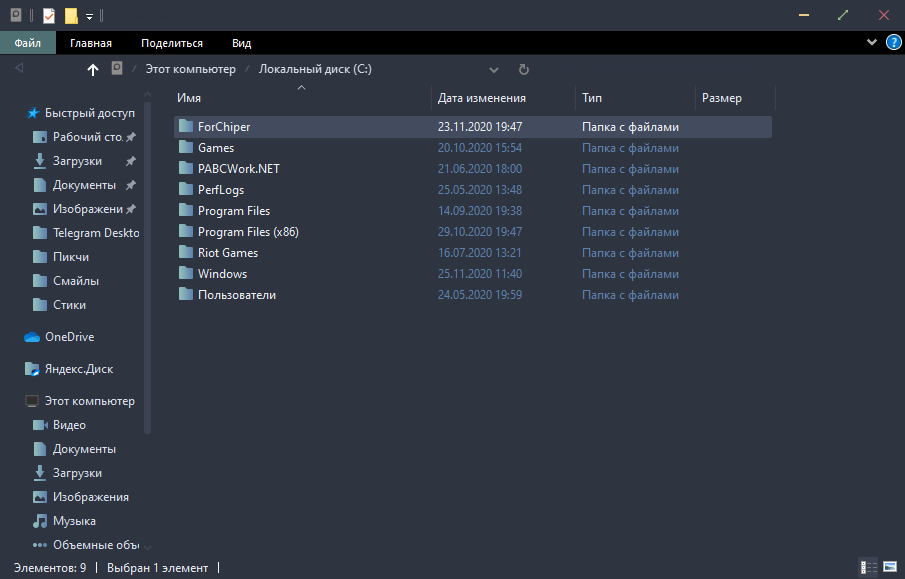 Файл Главная Поделиться Вид
Этот компьютер Локальный диск (C:)
Имя Дата изменения Тип Размер
Быстрый доступ
Рабочий сто.
Загрузки
Документы
Изображени
Telegram Deskto
Пикчи
Смайлы
Стики
OneDrive
Яндекс.Диск
Этот компьютер
Видео
Документы
Загрузки
Изображения
Музыка
Объемные объ
ForChiper 23.11.2020 19:47 Папка с файлами
Games 20.10.2020 15:54 Папка с файлами
PABCWork.NET 21.06.2020 18:00 Папка с файлами
PerfLogs 25.05.2020 13:48 Папка с файлами
Program Files 14.09.2020 19:38 Папка с файлами
Program Files (x86) 29.10.2020 19:47 Папка с файлами
Riot Games 16.07.2020 13:21 Папка с файлами
Windows 25.11.2020 11:40 Папка с файлами
Пользователи 24.05.2020 19:59 Папка с файлами
Элементов: 9 Выбран 1 элемент